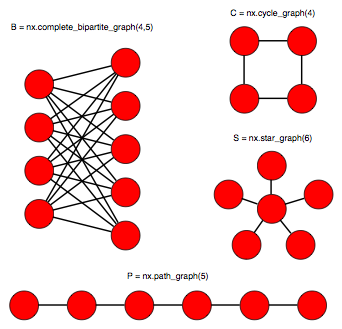 B = nx.complete_bipartite_graph(4,5)
C = nx.cycle_graph(4)
S = nx.star_graph(6)
P = nx.path_graph(5)